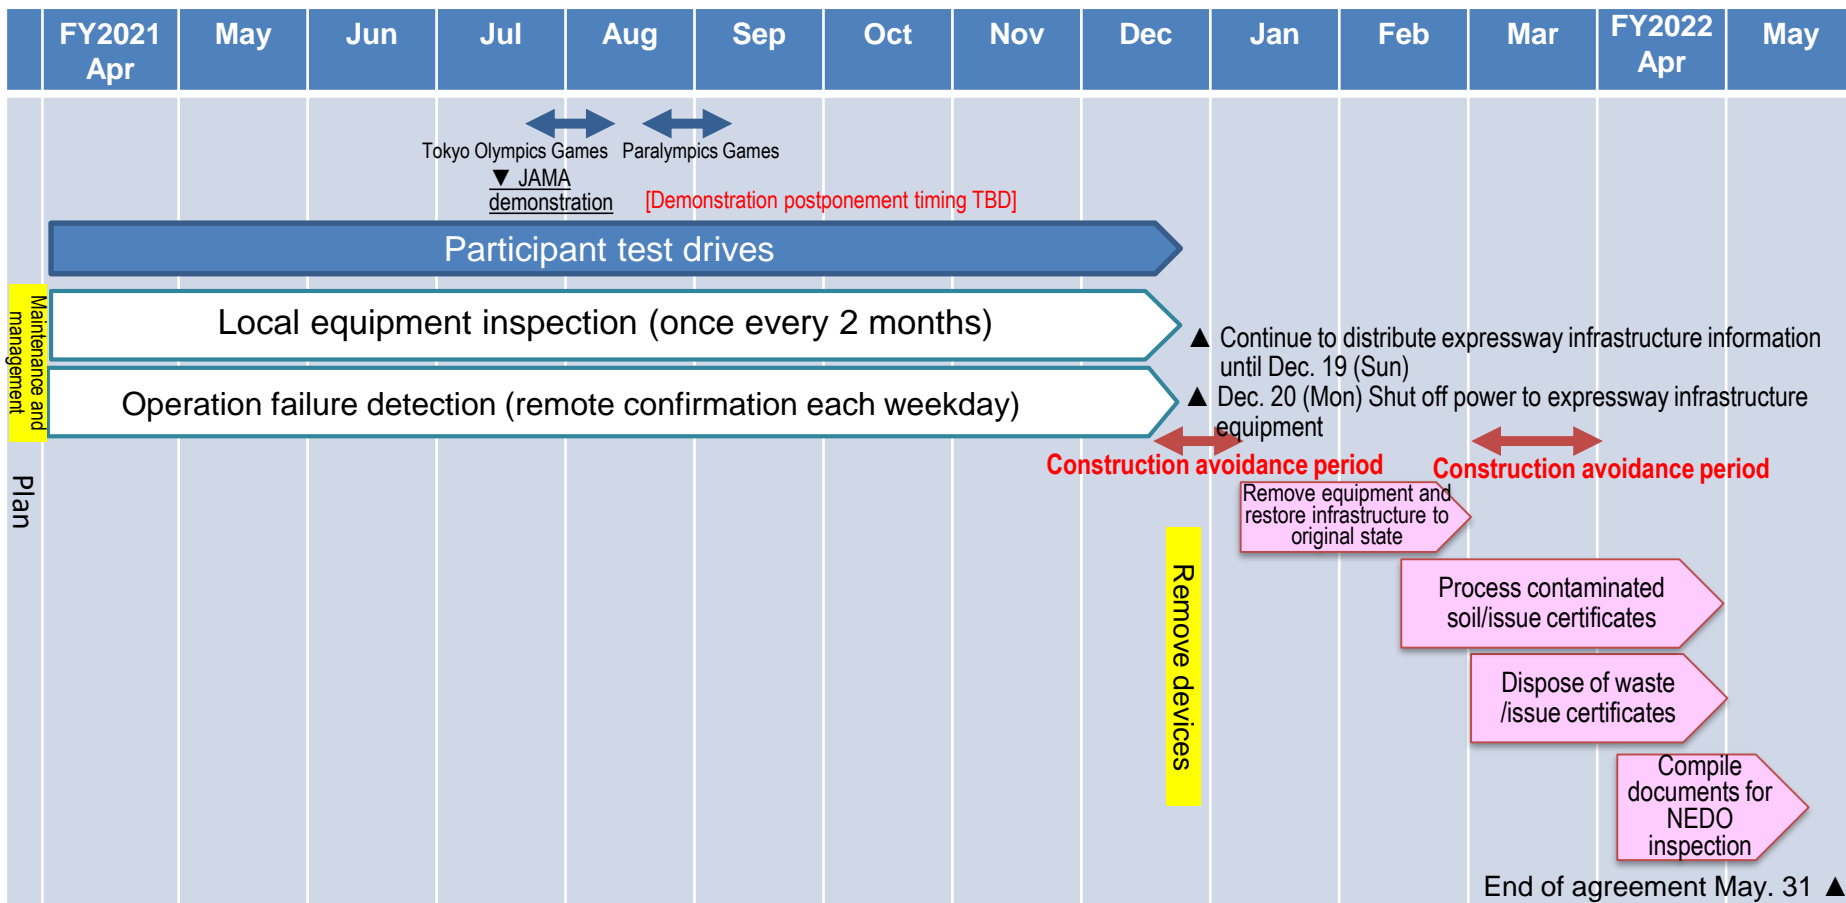 FY2021
Apr
May
Jun
Jul
Aug
Sep
Oct
Nov
Dec
Jan
Feb
Mar
FY2022
Apr
May
Tokyo Olympics Games
Paralympics Games
▼ JAMA
demonstration
[Demonstration postponement timing TBD]
Participant test drives
Maintenance and
management
Local equipment inspection (once every 2 months)
Operation failure detection (remote confirmation each weekday)
▲ Continue to distribute expressway infrastructure information
until Dec. 19 (Sun)
▲ Dec. 20 (Mon) Shut off power to expressway infrastructure
equipment
Construction avoidance period
Construction avoidance period
Plan
Remove equipment and
restore infrastructure to
original state
Remove devices
Process contaminated
soil/issue certificates
Dispose of waste
/issue certificates
Compile
documents for
NEDO
inspection
End of agreement May. 31 ▲